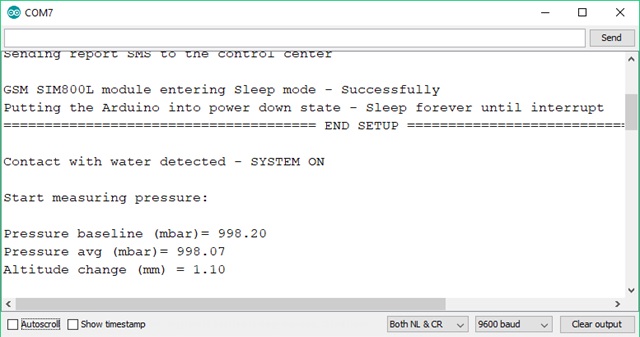 COM7
Send
Sending report SMS to the control center
GSM SIM800L module entering Sleep mode - Successfully
Putting the Arduino into power down state - Sleep forever until interrupt
====================================== END SETUP ===========================
Contact with water detected - SYSTEM ON
Start measuring pressure:
Pressure baseline (mbar)= 998.20
Pressure avg (mbar)= 998.07
Altitude change (mm) = 1.10
Autoscroll Show timestamp Both NL & CR 9600 baud Clear output